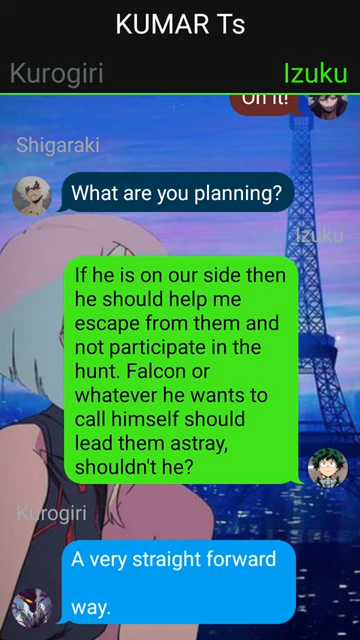 KUMAR Ts
Kurogiri Izuku
On it!
Shigaraki
What are you planning?
Izuku
If he is on our side then
he should help me
escape from them and
not participate in the
hunt. Falcon or
whatever he wants to
call himself should
lead them astray,
shouldn't he?
Kurogiri
A very straight forward
way.